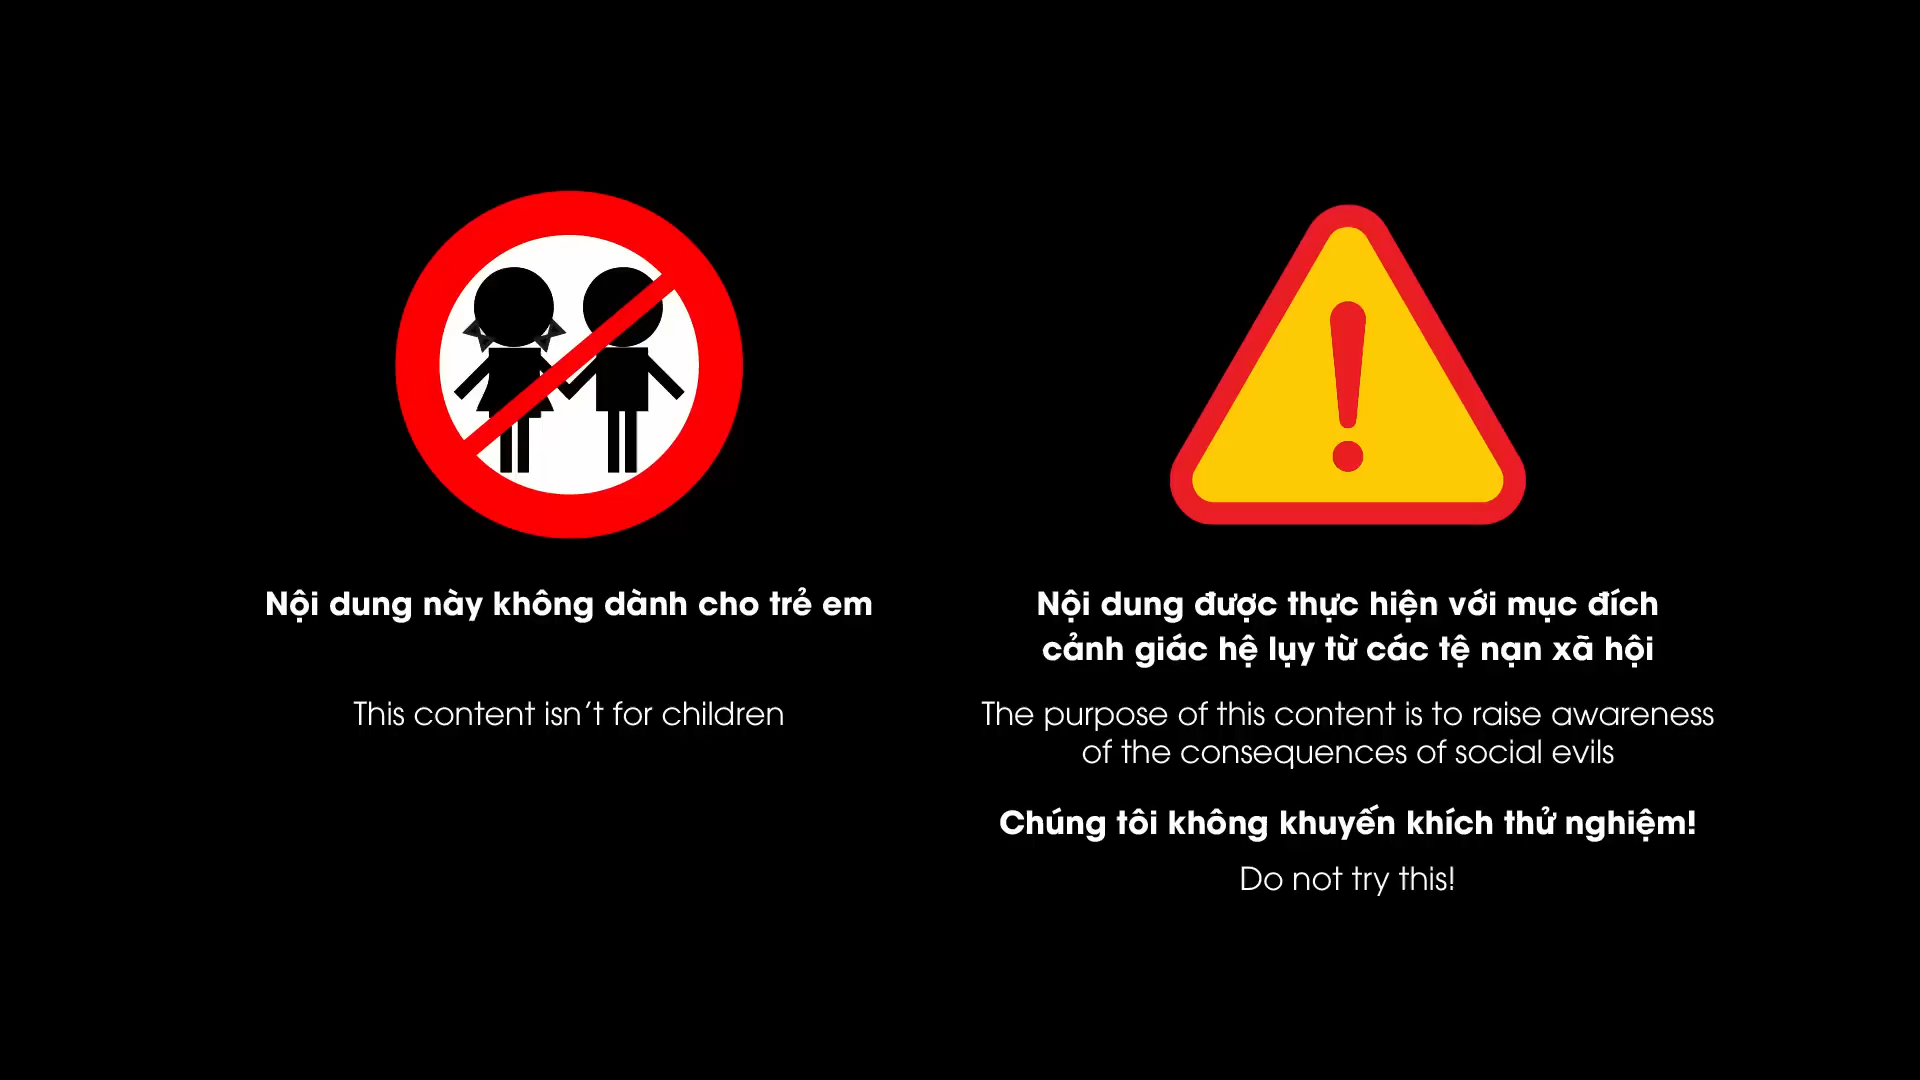 Nội dung này không dành cho trẻ em
This content isn't for children
Nội dung được thực hiện với mục đích
cảnh giác hệ lụy từ các tệ nạn xã hội
The purpose of this content is to raise awareness
of the consequences of social evils
Chúng tôi không khuyến khích thử nghiệm!
Do not try this!